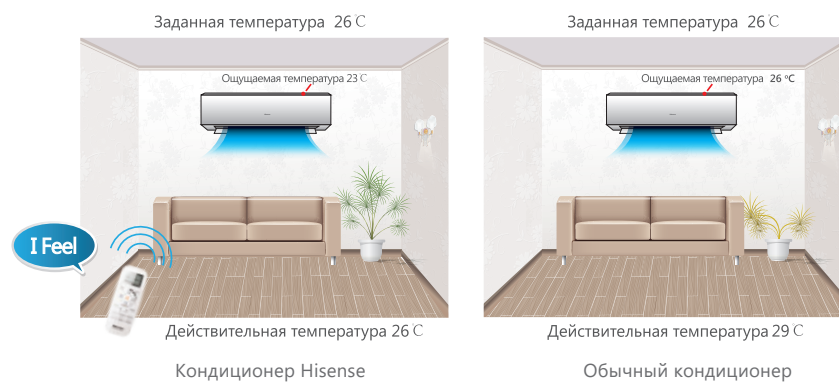 Заданная температура 26℃
Заданная температура 26℃
Ощущаемая температура 23℃
Ощущаемая температура 26 °C
I Feel
Действительная температура 26℃
Действительная температура 29℃
Кондиционер Hisense
Обычный кондиционер